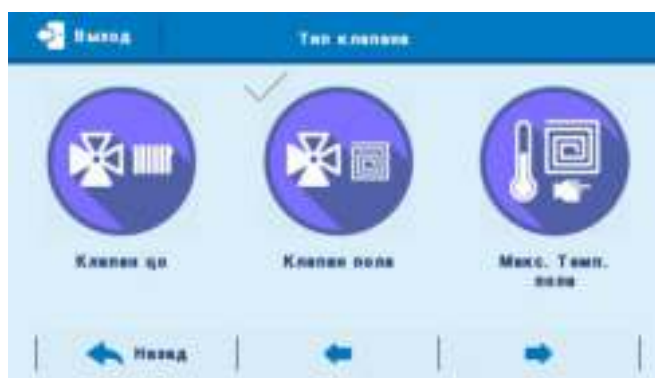 Выход
Тип клапана
Клапан цо
Клапан пола
Макс. Темп.
пола
Назад